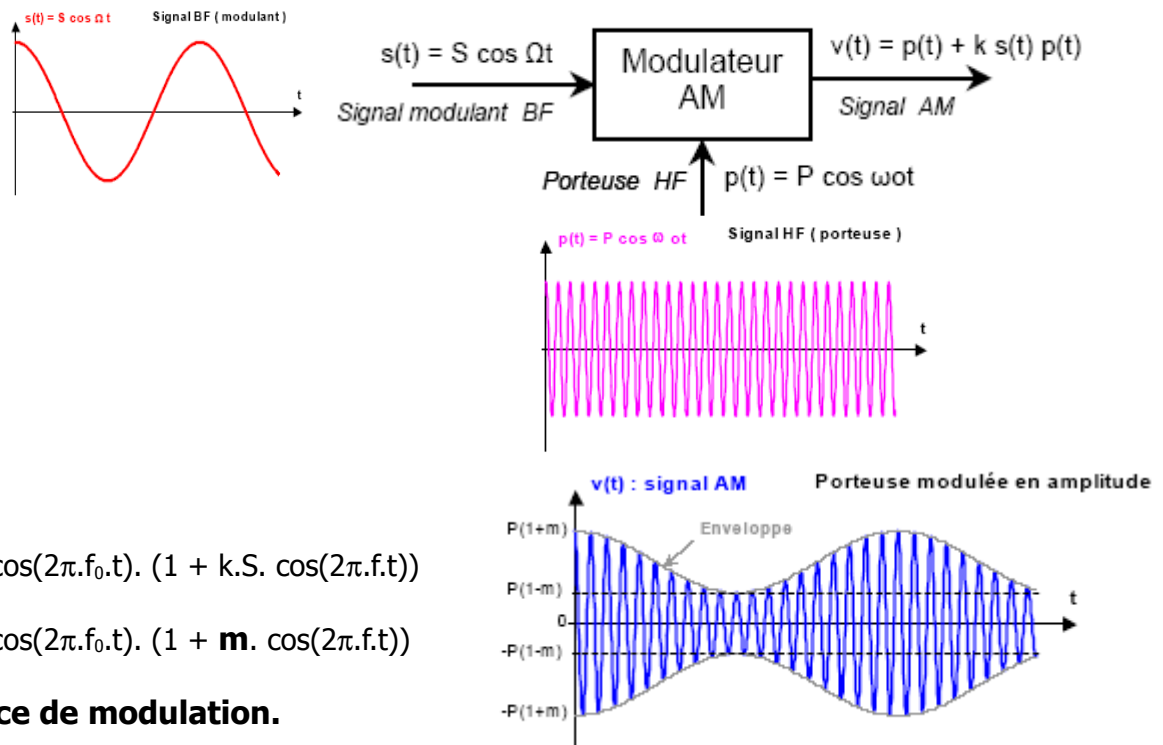 s(t) = S cos Ω t Signal BF ( modulant )
t
s(t) = S cos Ωt
Signal modulant BF
Modulateur
AM
v(t) = p(t) + k s(t) p(t)
Signal AM
Porteuse HF
p(t) = P cos ωot
p(t) = P cos ω ot Signal HF ( porteuse )
t
v(t) : signal AM Porteuse modulée en amplitude
P(1+m)
Enveloppe
P(1-m)
t
0
-P(1-m)
-P(1+m)
cos(2π.f₀.t). (1 + k.S. cos(2π.f.t))
cos(2π.f₀.t). (1 + m. cos(2π.f.t))
ce de modulation.